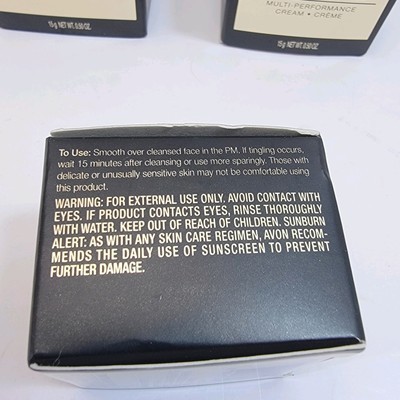 15g NET WT. 0.50 OZ.
MULTI-PERFORMANCE
CREAM • CRÈME
15g NET WT. 0.50 OZ.
To Use: Smooth over cleansed face in the PM. If tingling occurs,
wait 15 minutes after cleansing or use more sparingly. Those with
delicate or unusually sensitive skin may not be comfortable using
this product.
WARNING: FOR EXTERNAL USE ONLY. AVOID CONTACT WITH
EYES. IF PRODUCT CONTACTS EYES, RINSE THOROUGHLY
WITH WATER. KEEP OUT OF REACH OF CHILDREN. SUNBURN
ALERT: AS WITH ANY SKIN CARE REGIMEN, AVON RECOM-
MENDS THE DAILY USE OF SUNSCREEN TO PREVENT
FURTHER DAMAGE.